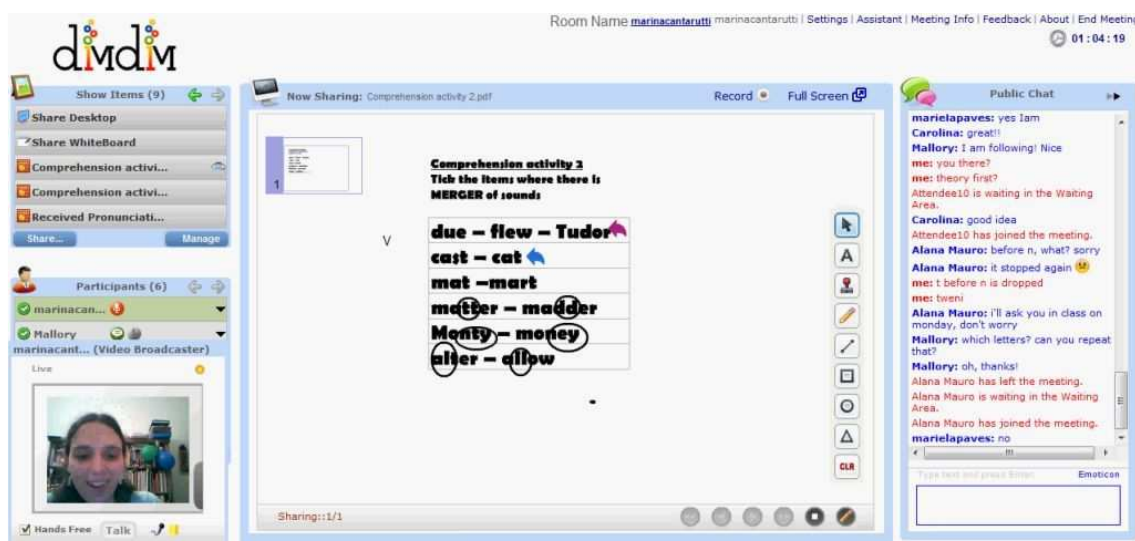 Room Name marinacantarutti marinacantarutti | Settings | Assistant | Meeting Info | Feedback | About | End Meeting
01 : 04 : 19
dimdim
Show Items (9)
Share Desktop
Share WhiteBoard
Comprehension activi...
Comprehension activi...
Received Pronunciati...
Share... Manage
Participants (6)
marinacan...
Mallory
marinacant... (Video Broadcaster)
Live
Hands Free Talk
Now Sharing: Comprehension activity 2.pdf Record Full Screen
1
Comprehension activity 2
Tick the items where there is
MERGER of sounds
V
due – flew – Tudor
cast – cat
mat –mart
matter – madder
Monty – money
alter – allow
A
CLR
Sharing::1/1
Public Chat
marielapaves: yes Iam
Carolina: great!!
Mallory: I am following! Nice
me: you there?
me: theory first?
Attendee10 is waiting in the Waiting
Area.
Carolina: good idea
Attendee10 has joined the meeting.
Alana Mauro: before n, what? sorry
Alana Mauro: it stopped again
me: t before n is dropped
me: tweni
Alana Mauro: i'll ask you in class on
monday, don't worry
Mallory: which letters? can you repeat
that?
Mallory: oh, thanks!
Alana Mauro has left the meeting.
Alana Mauro is waiting in the Waiting
Area.
Alana Mauro has joined the meeting.
marielapaves: no
Type text and press Enter. Emoticon